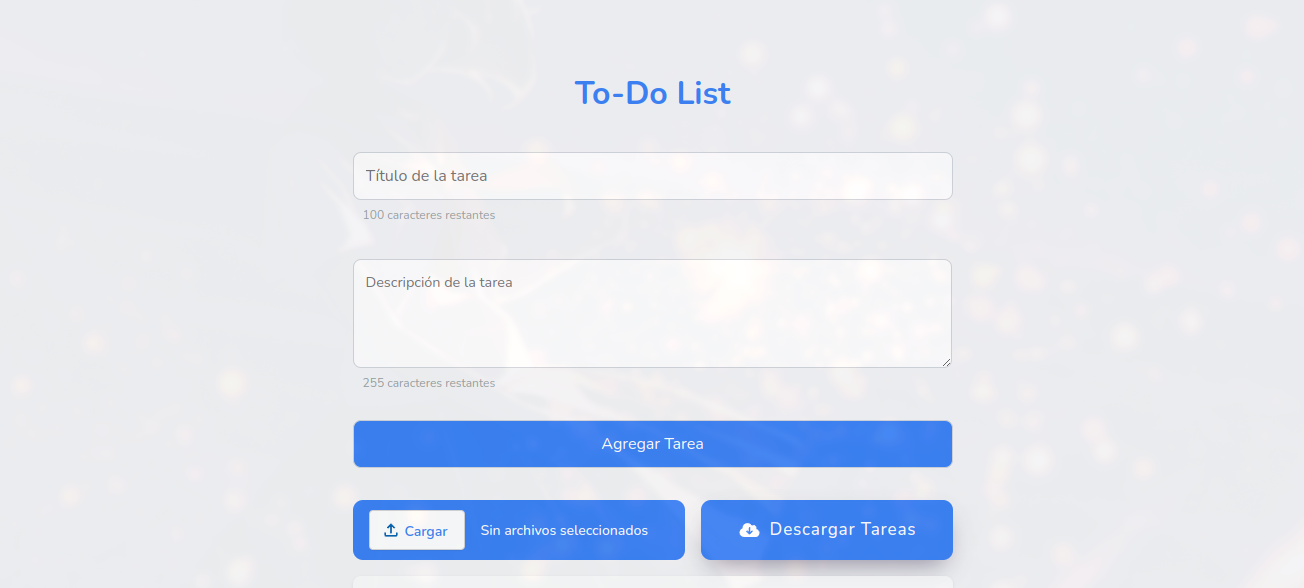 To-Do List
Título de la tarea
100 caracteres restantes
Descripción de la tarea
255 caracteres restantes
Agregar Tarea
Cargar Sin archivos seleccionados
Descargar Tareas